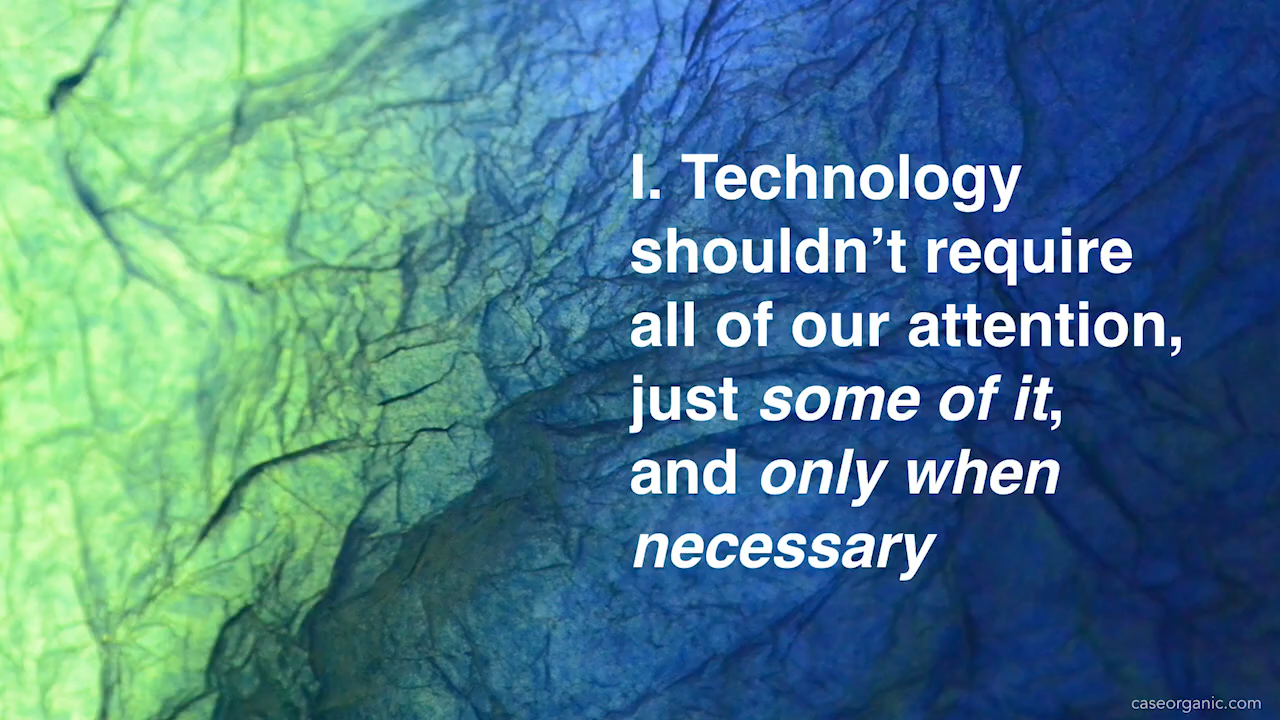 I. Technology
shouldn’t require
all of our attention,
just some of it,
and only when
necessary
caseorganic.com